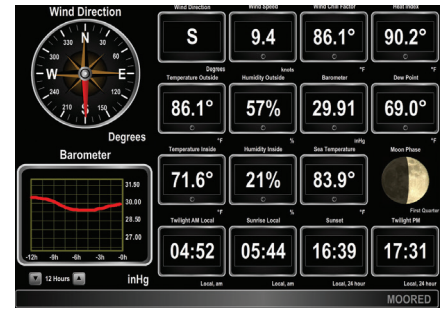 Wind Direction
N
30
60
E
150
S
210
240
W
300
330
Degrees
Barometer
31.50
30.00
28.50
27.00
-12h -9h -6h -3h -0h
12 Hours
inHg
Wind Direction Wind Speed Wind Chill Factor Heat Index
S 9.4 86.1° 90.2°
Degrees knots °F °F
Temperature Outside Humidity Outside Barometer Dew Point
86.1° 57% 29.91 69.0°
°F % inHg °F
Temperature Inside Humidity Inside Sea Temperature Moon Phase
71.6° 21% 83.9°
°F % °F First Quarter
Twilight AM Local Sunrise Local Sunset Twilight PM
04:52 05:44 16:39 17:31
Local, am Local, am Local, 24 hour Local, 24 hour
MOORED